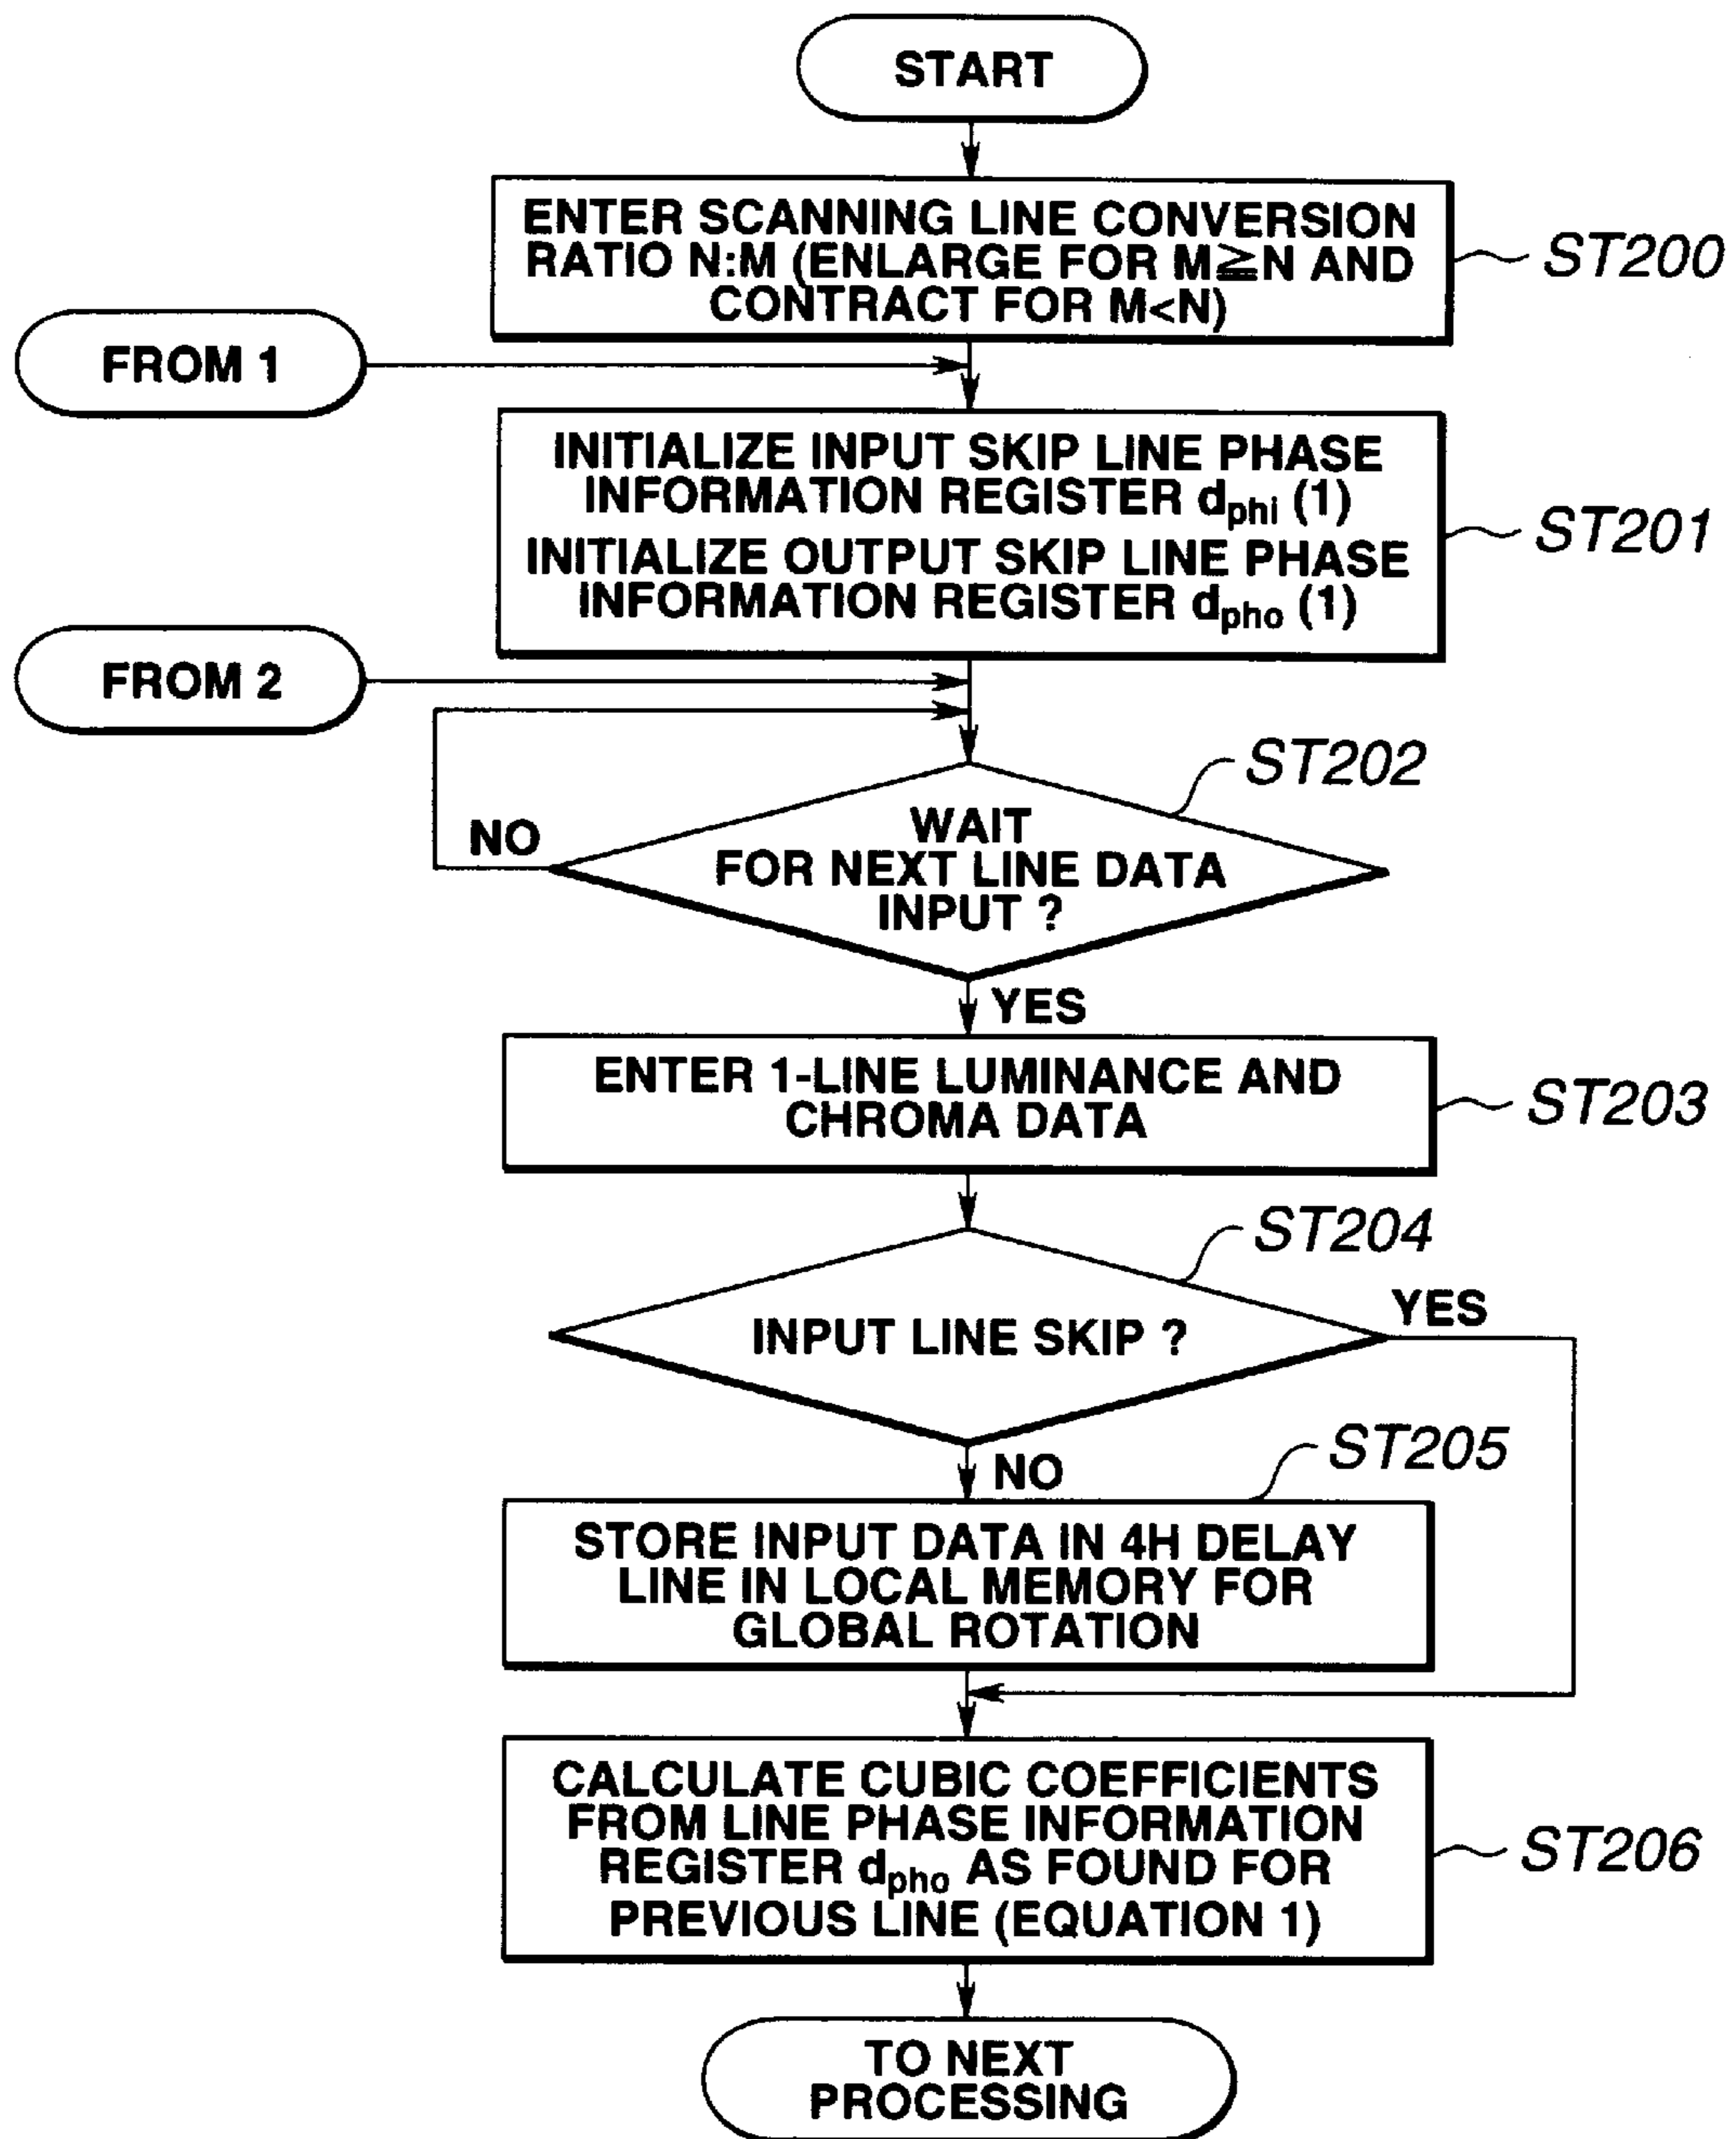 START
ENTER SCANNING LINE CONVERSION
RATIO N:M (ENLARGE FOR M≧N AND
CONTRACT FOR M<N)
ST200
FROM 1
INITIALIZE INPUT SKIP LINE PHASE
INFORMATION REGISTER dphi (1)
INITIALIZE OUTPUT SKIP LINE PHASE
INFORMATION REGISTER dpho (1)
ST201
FROM 2
ST202
NO
WAIT
FOR NEXT LINE DATA
INPUT ?
YES
ENTER 1-LINE LUMINANCE AND
CHROMA DATA
ST203
ST204
YES
INPUT LINE SKIP ?
ST205
NO
STORE INPUT DATA IN 4H DELAY
LINE IN LOCAL MEMORY FOR
GLOBAL ROTATION
CALCULATE CUBIC COEFFICIENTS
FROM LINE PHASE INFORMATION
REGISTER dpho AS FOUND FOR
PREVIOUS LINE (EQUATION 1)
ST206
TO NEXT
PROCESSING